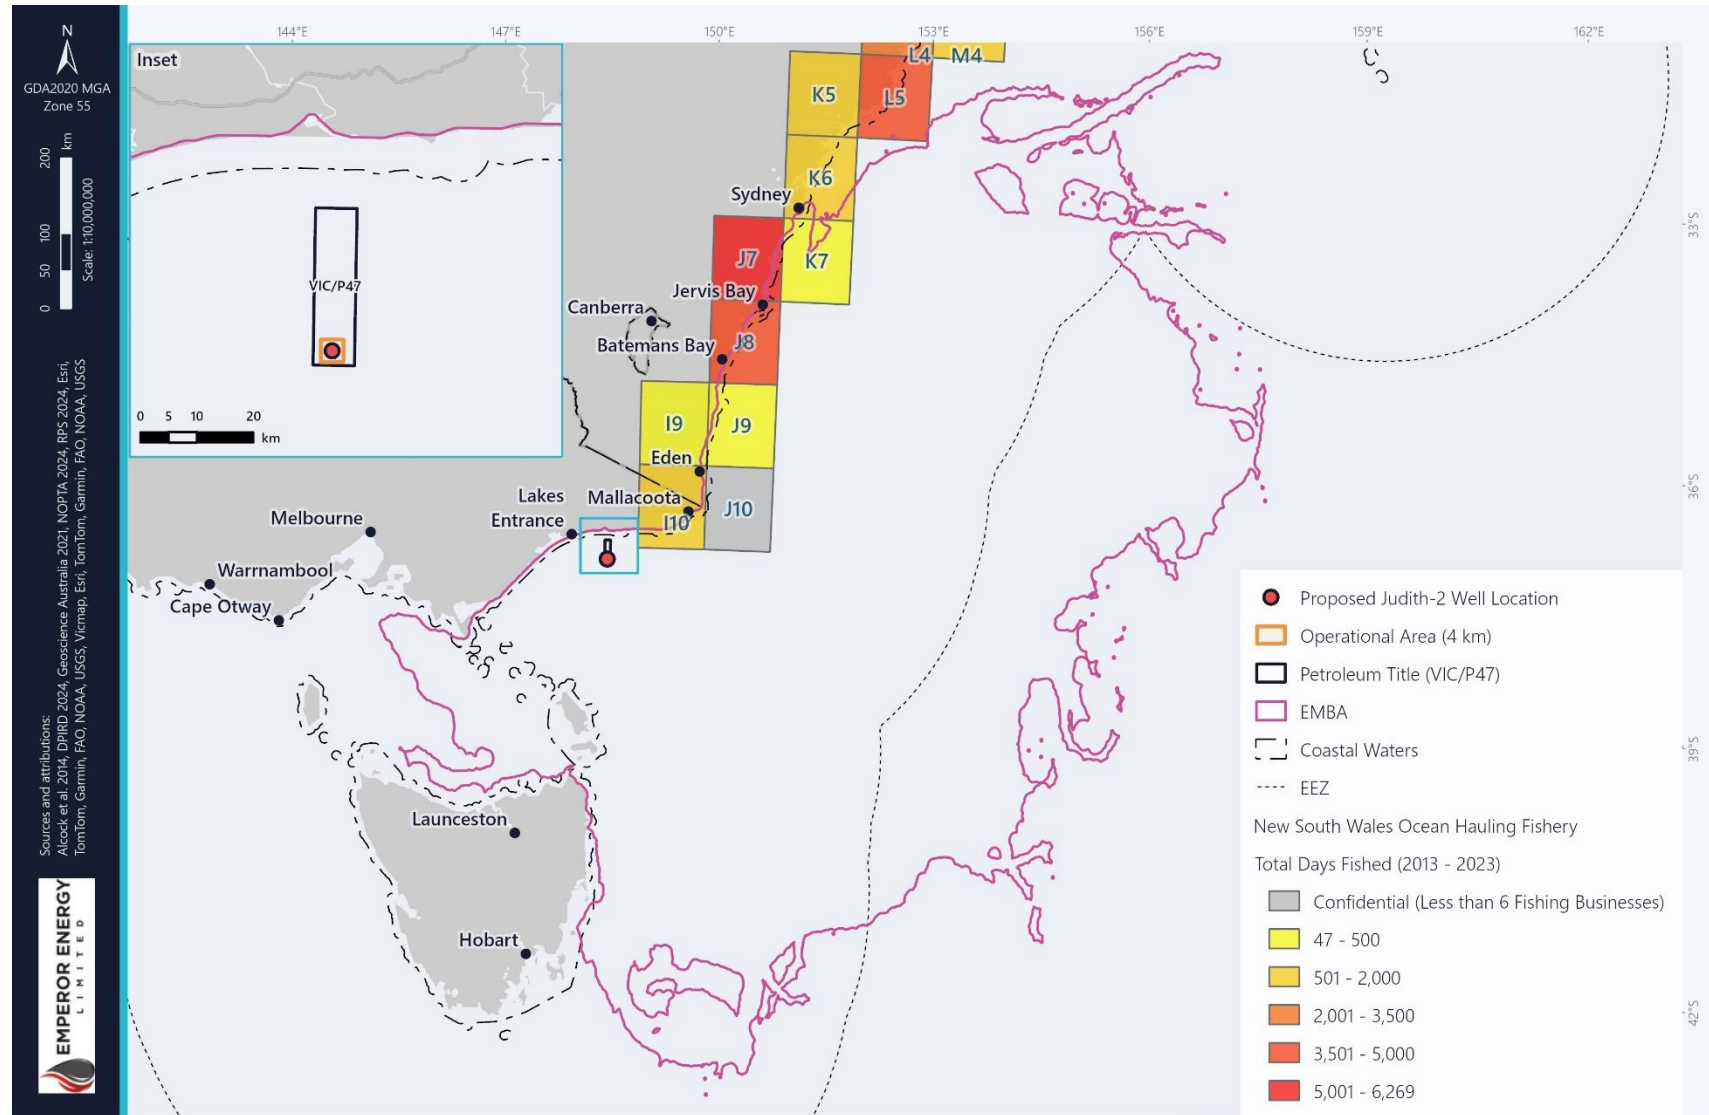 N
GDA2020 MGA
Zone 55
0 50 100 200
km
Scale: 1:10,000,000
Sources and attributions:
Alcock et al. 2014, DPIRD 2024, Geoscience Australia 2021, NOPTA 2024, RPS 2024, Esri,
TomTom, Garmin, FAO, NOAA, USGS, Vicmap, Esri, TomTom, Garmin, FAO, NOAA, USGS
EMPEROR ENERGY
LIMITED
144°E 147°E 150°E 153°E 156°E 159°E 162°E
33°S
36°S
39°S
42°S
Inset
VIC/P47
0 5 10 20
km
L4 M4
K5
L5
K6
Sydney
J7
K7
Jervis Bay
Canberra
Batemans Bay
J8
I9
J9
Eden
Mallacoota
I10
J10
Lakes
Entrance
Melbourne
Warrnambool
Cape Otway
Launceston
Hobart
Proposed Judith-2 Well Location
Operational Area (4 km)
Petroleum Title (VIC/P47)
EMBA
Coastal Waters
EEZ
New South Wales Ocean Hauling Fishery
Total Days Fished (2013 - 2023)
Confidential (Less than 6 Fishing Businesses)
47 - 500
501 - 2,000
2,001 - 3,500
3,501 - 5,000
5,001 - 6,269